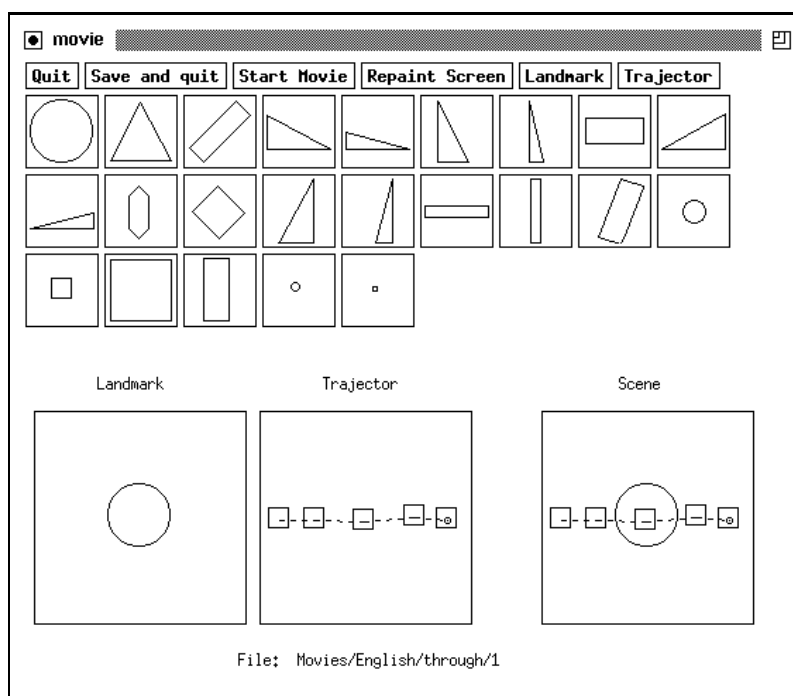 movie
Quit Save and quit Start Movie Repaint Screen Landmark Trajector
Landmark Trajector Scene
File: Movies/English/through/1